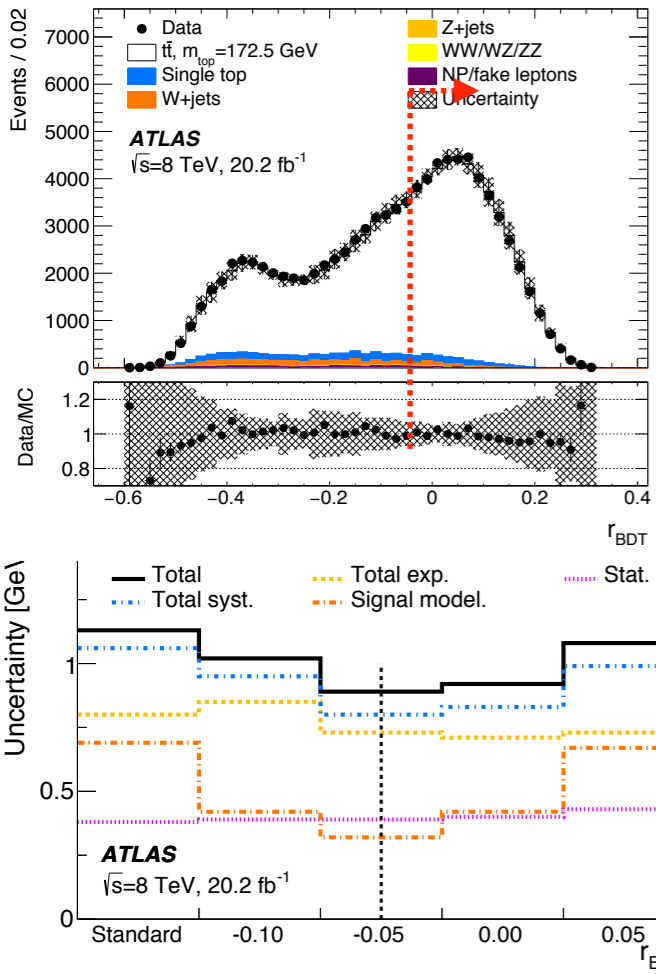 Events / 0.02
7000
6000
5000
4000
3000
2000
1000
0
Data
tt̄, m_top=172.5 GeV
Single top
W+jets
Z+jets
WW/WZ/ZZ
NP/fake leptons
Uncertainty
ATLAS
√s=8 TeV, 20.2 fb⁻¹
Data/MC
1.2
1
0.8
−0.6 −0.4 −0.2 0 0.2 0.4
r_BDT
Uncertainty [GeV
1
0.5
0
Total
Total syst.
Total exp.
Signal model.
Stat.
ATLAS
√s=8 TeV, 20.2 fb⁻¹
Standard -0.10 -0.05 0.00 0.05
r_B